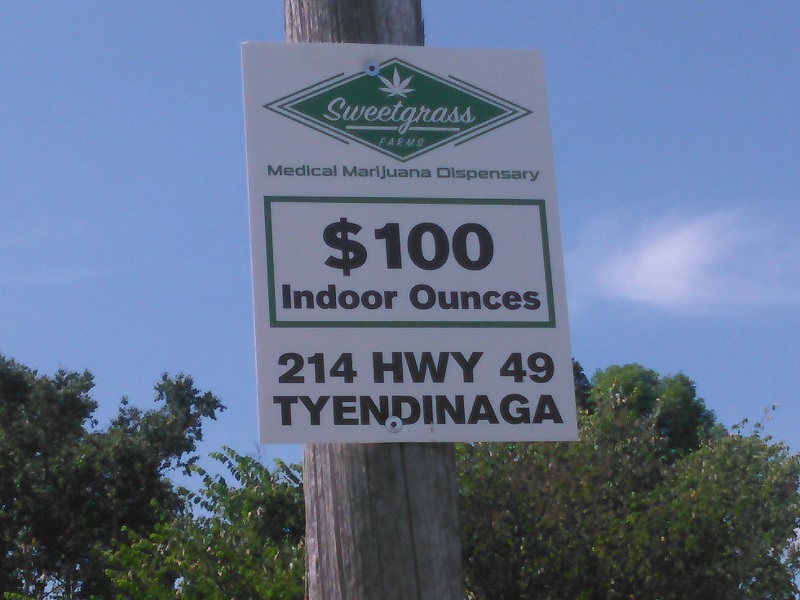 Sweetgrass
FARMS
Medical Marijuana Dispensary
$100
Indoor Ounces
214 HWY 49
TYENDINAGA